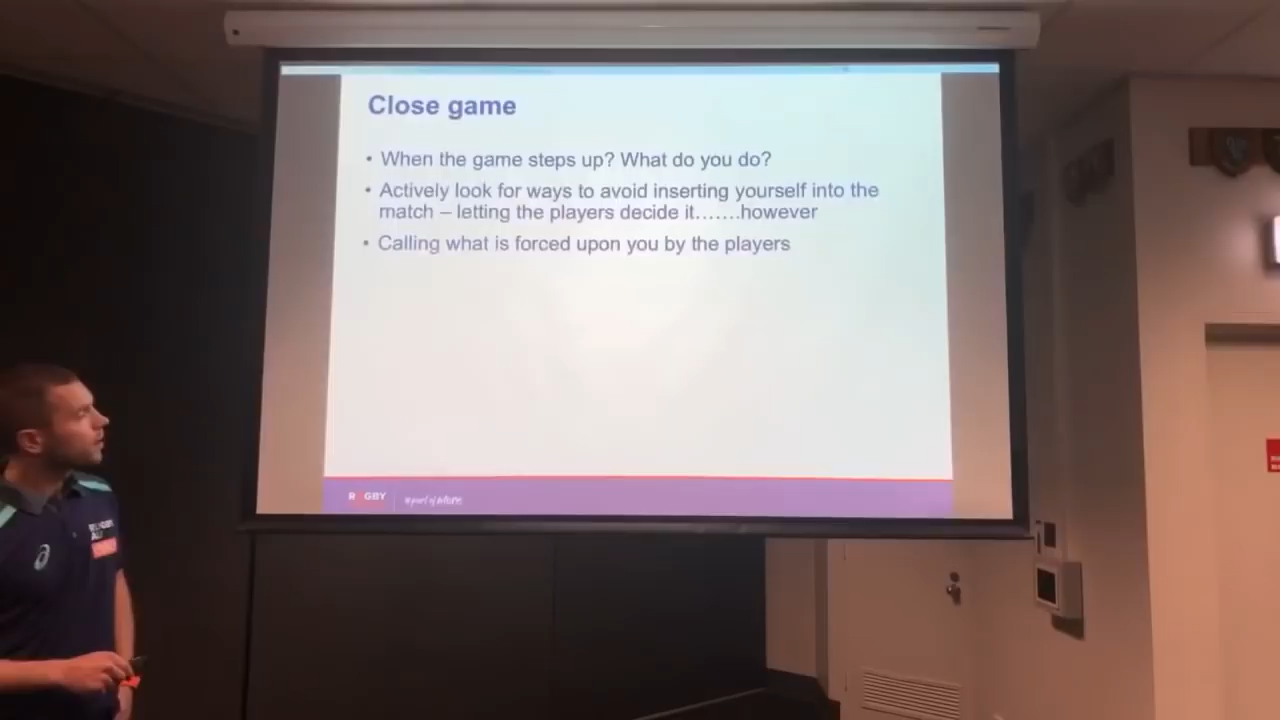 Close game
• When the game steps up? What do you do?
• Actively look for ways to avoid inserting yourself into the
match – letting the players decide it.......however
• Calling what is forced upon you by the players
RUGBY